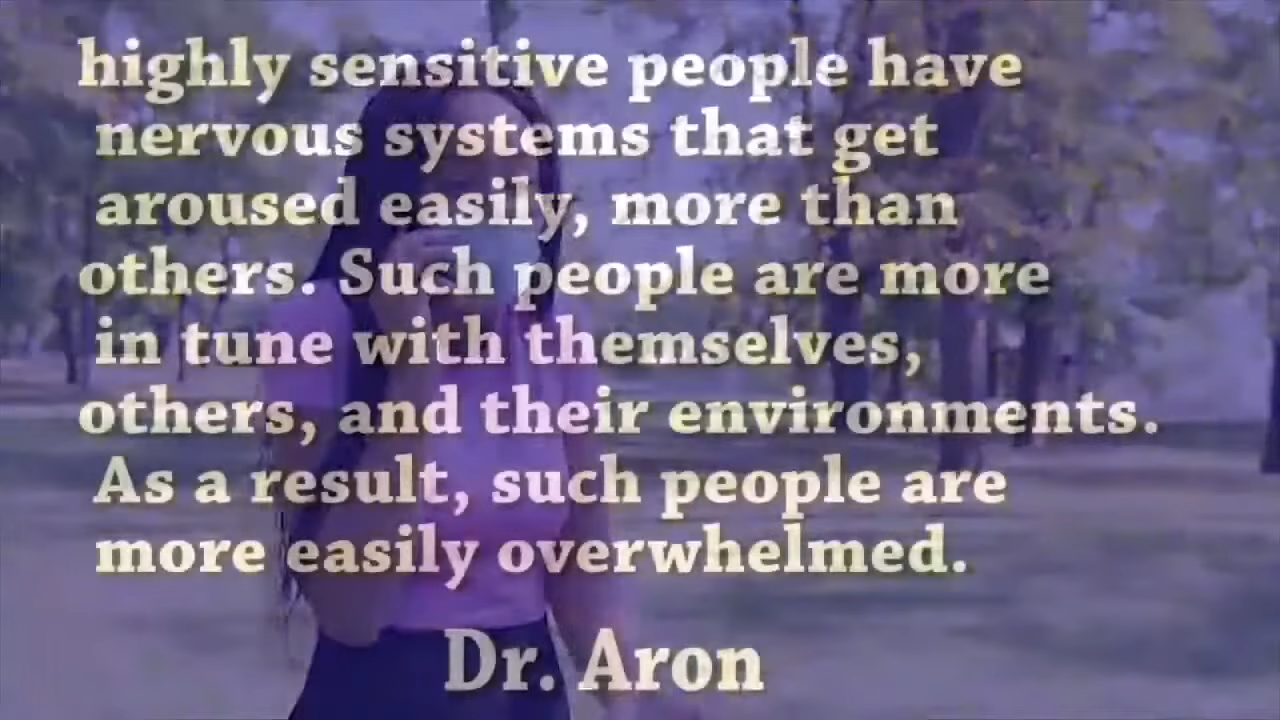 highly sensitive people have
nervous systems that get
aroused easily, more than
others. Such people are more
in tune with themselves,
others, and their environments.
As a result, such people are
more easily overwhelmed.
Dr. Aron